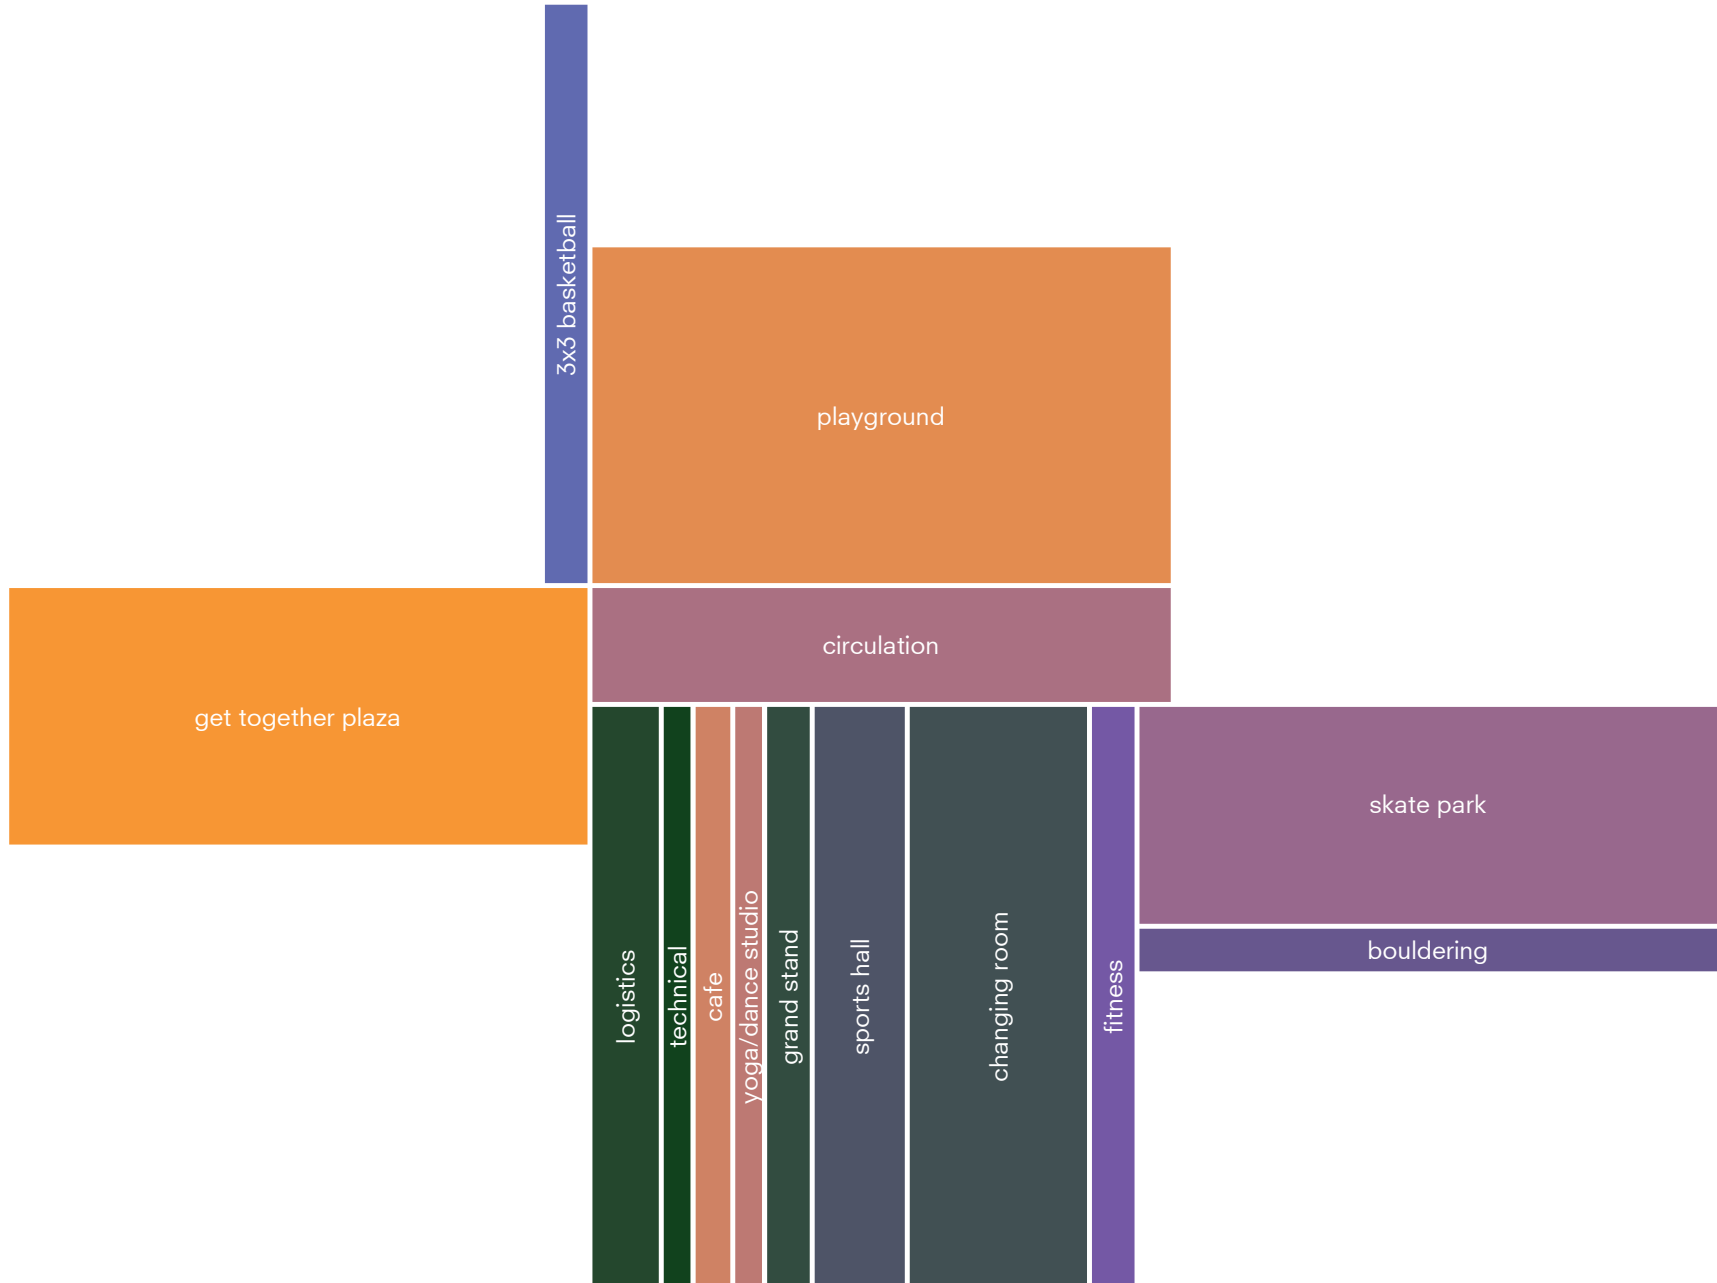 3x3 basketball
playground
circulation
get together plaza
logistics
technical
cafe
yoga/dance studio
grand stand
sports hall
changing room
fitness
skate park
bouldering